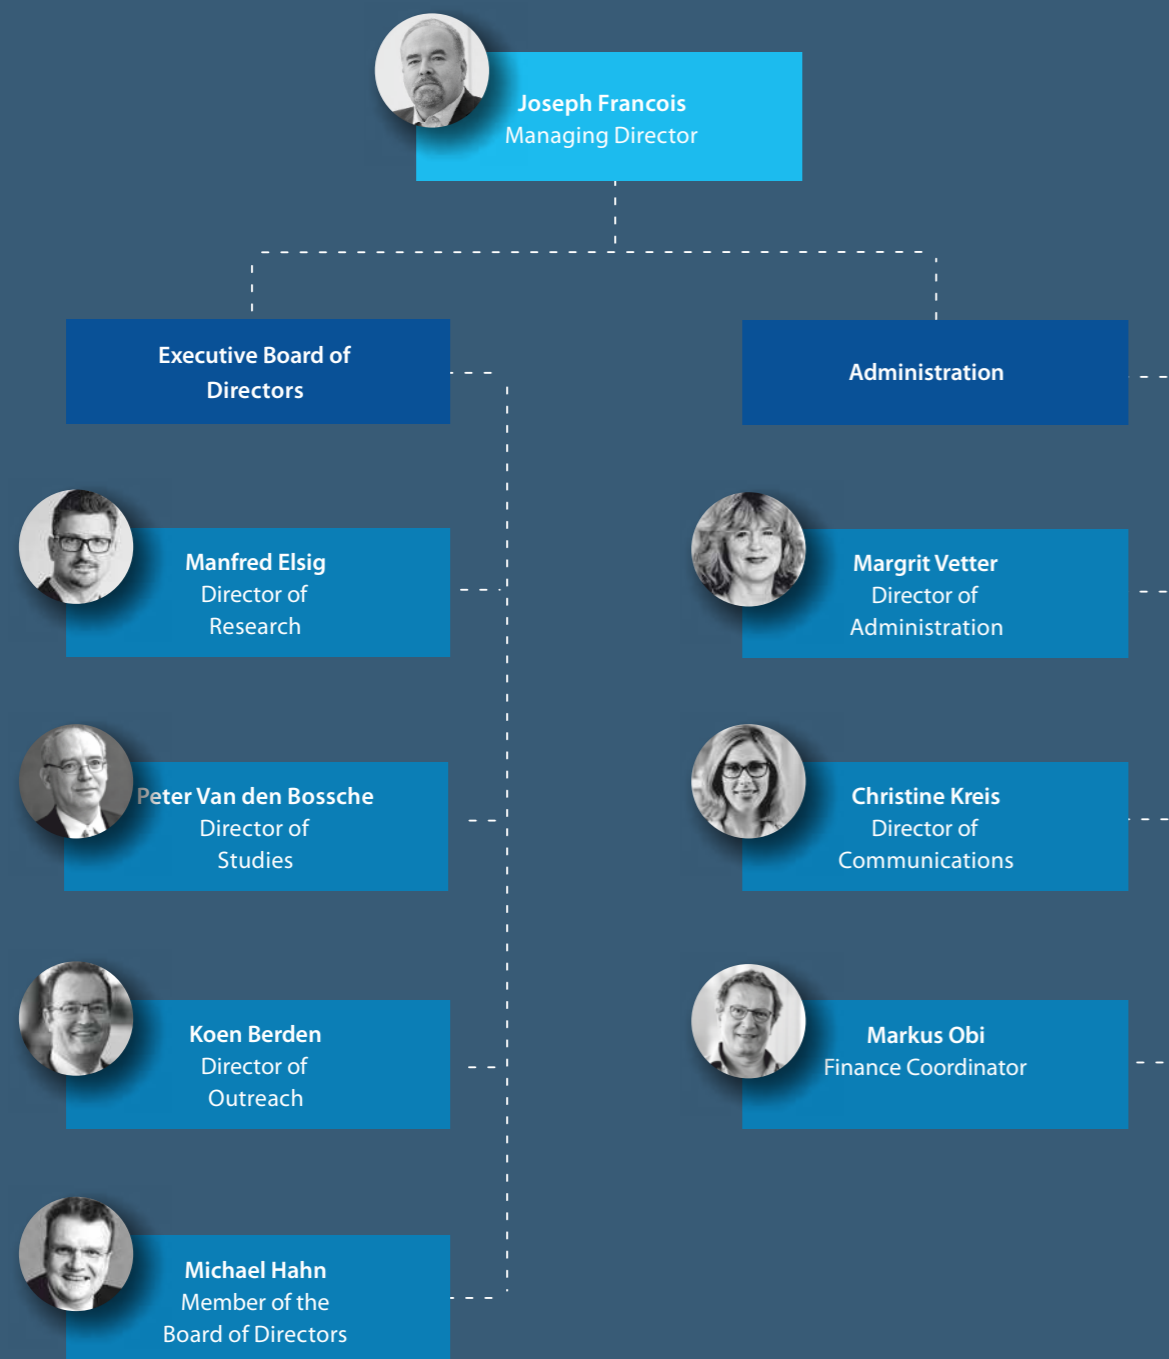 Joseph Francois
Managing Director
Executive Board of
Directors
Administration
Manfred Elsig
Director of
Research
Margrit Vetter
Director of
Administration
Peter Van den Bossche
Director of
Studies
Christine Kreis
Director of
Communications
Koen Berden
Director of
Outreach
Markus Obi
Finance Coordinator
Michael Hahn
Member of the
Board of Directors